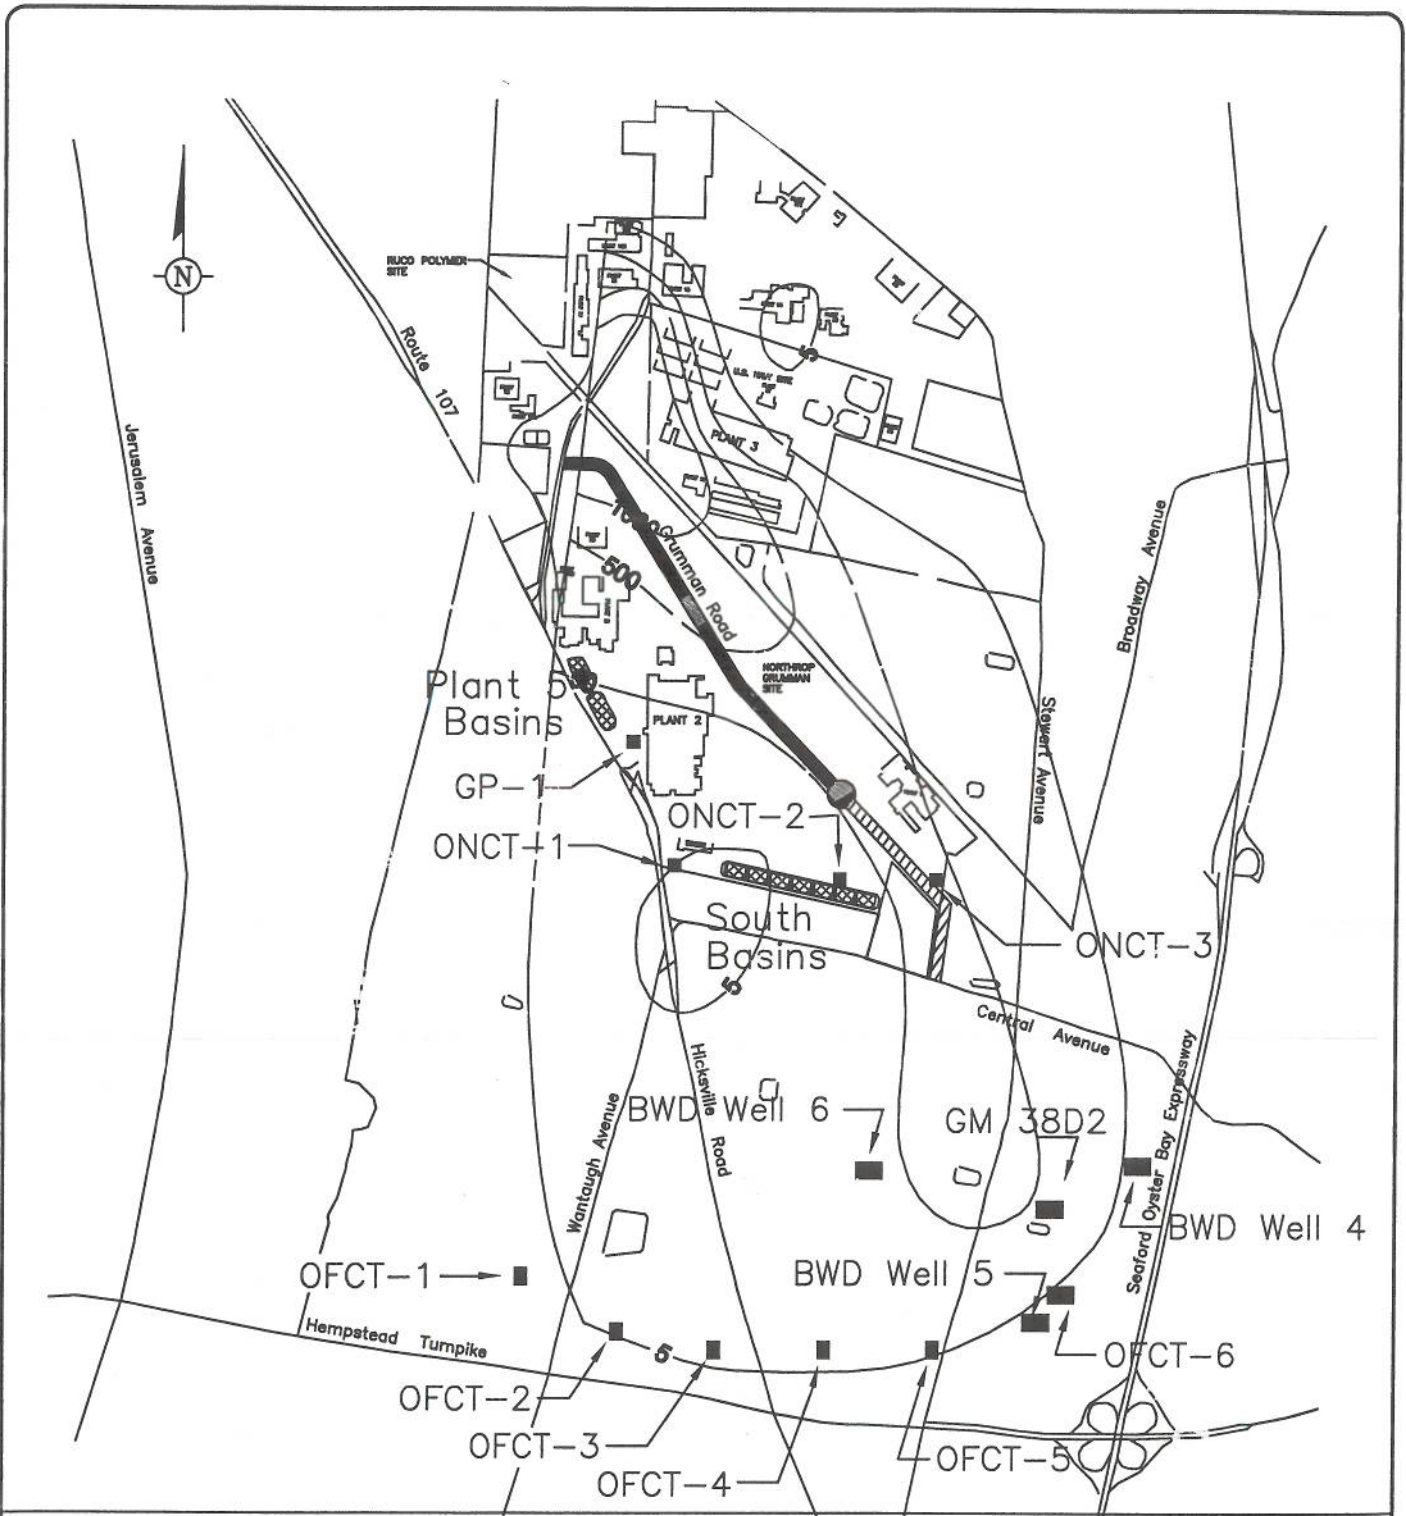 N
RUCO POLYMER
SITE
Route 107
5
U.S. NAVY SITE
PLANT 3
Jerusalem Avenue
Broadway Avenue
500
Grumman Road
NORTHROP
GRUMMAN
SITE
Plant 5
Basins
PLANT 2
Stewart Avenue
GP-1
ONCT-2
ONCT-1
South
Basins
ONCT-3
5
Central Avenue
Hicksville Road
BWD Well 6
GM 38D2
Wantaugh Avenue
Seaford Oyster Bay Expressway
BWD Well 4
OFCT-1
BWD Well 5
Hempstead Turnpike
5
OFCT-6
OFCT-2
OFCT-3
OFCT-5
OFCT-4